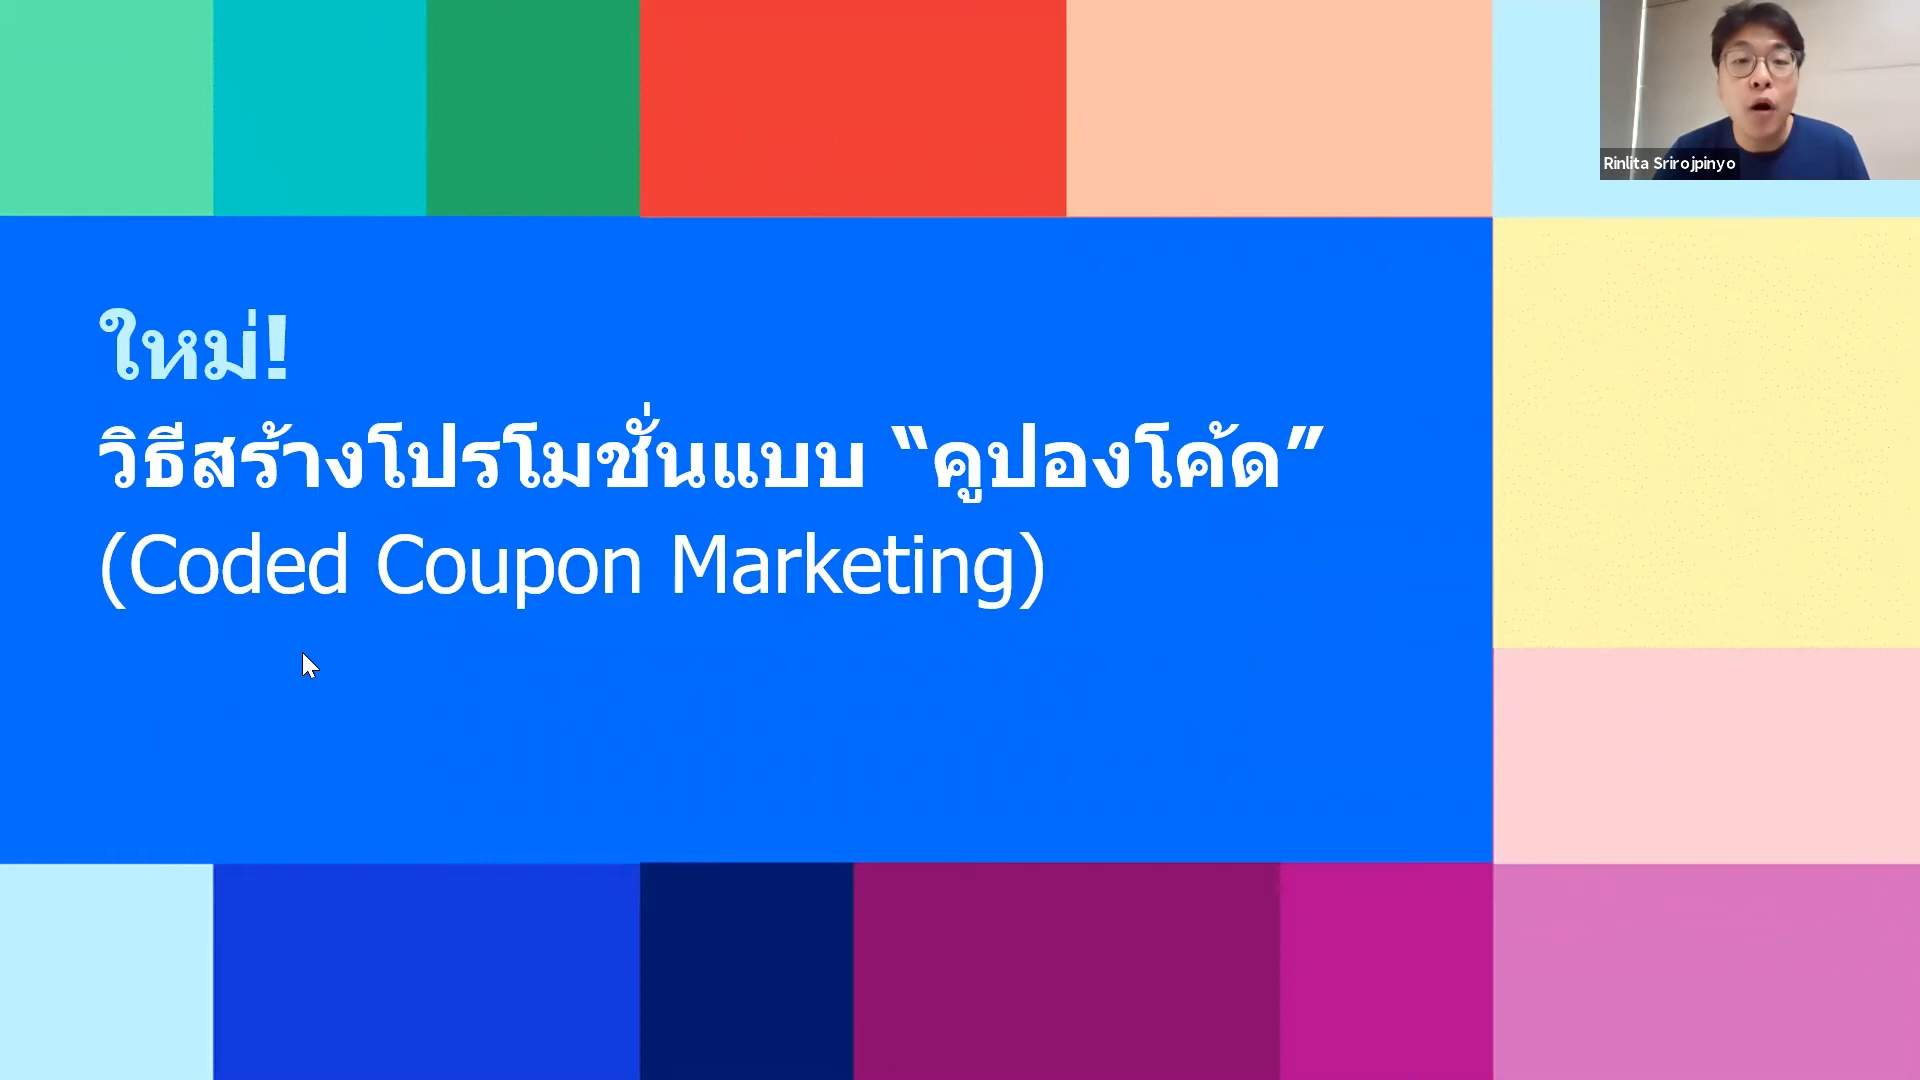 Rinlita Srirojpinyo
ใหม่!
วิธีสร้างโปรโมชั่นแบบ “คูปองโค้ด”
(Coded Coupon Marketing)